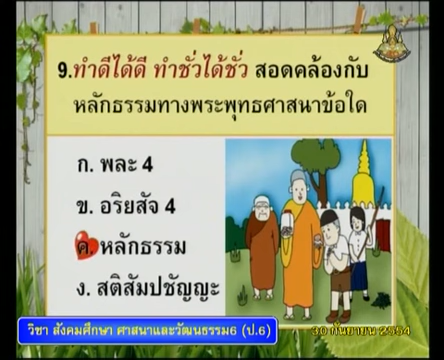 9.ทำดีได้ดี ทำชั่วได้ชั่ว สอดคล้องกับ
หลักธรรมทางพระพุทธศาสนาข้อใด
ก. พละ 4
ข. อริยสัจ 4
ค. หลักธรรม
ง. สติสัมปชัญญะ
วิชา สังคมศึกษา ศาสนาและวัฒนธรรม6 (ป.6)
30 กันยายน 2554